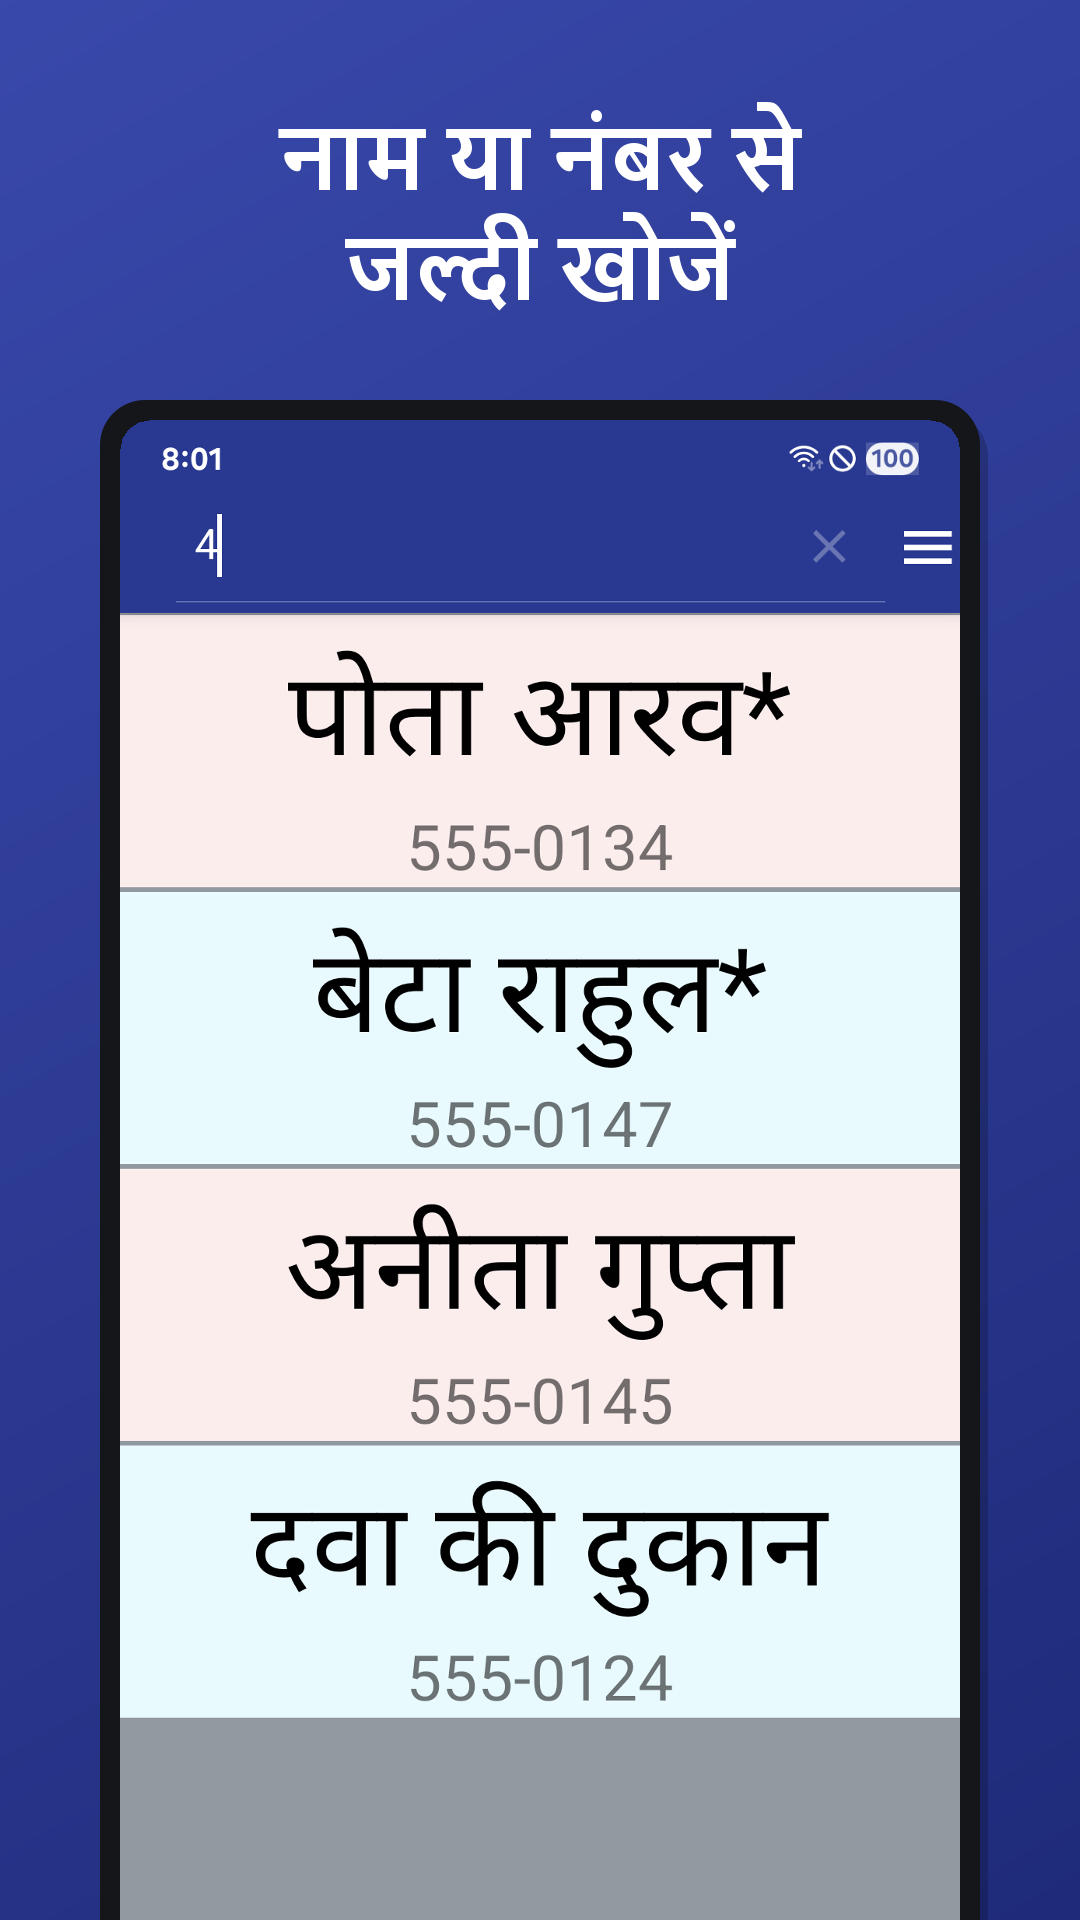 नाम या नंबर से
जल्दी खोजें
8:01
100
4
पोता आरव*
555-0134
बेटा राहुल*
555-0147
अनीता गुप्ता
555-0145
दवा की दुकान
555-0124